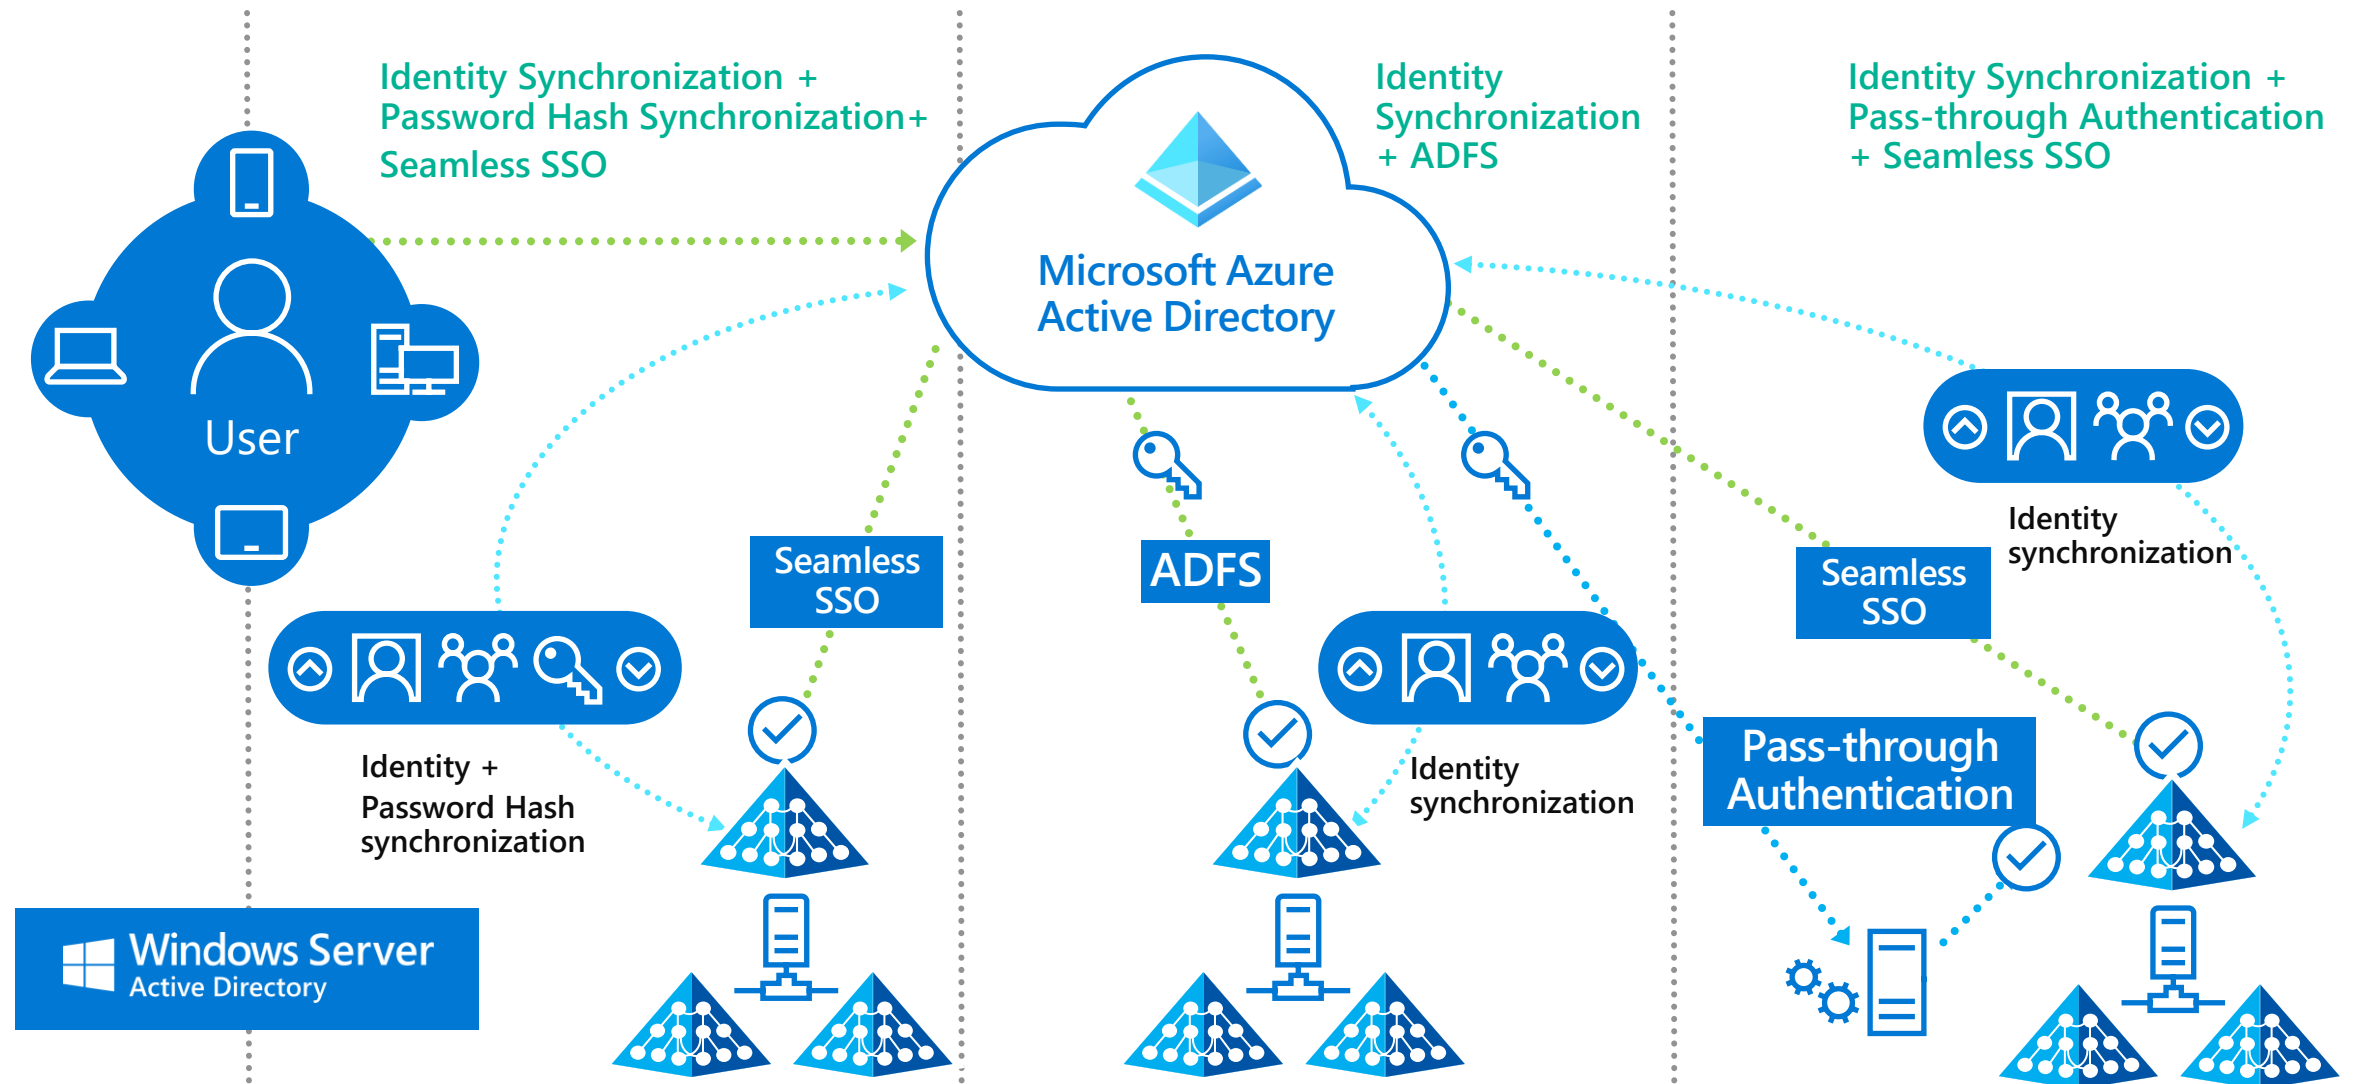 Identity Synchronization +
Password Hash Synchronization+
Seamless SSO
Identity
Synchronization
+ ADFS
Identity Synchronization +
Pass-through Authentication
+ Seamless SSO
Microsoft Azure
Active Directory
User
Seamless
SSO
ADFS
Identity
synchronization
Seamless
SSO
Identity +
Password Hash
synchronization
Identity
synchronization
Pass-through
Authentication
Windows Server
Active Directory